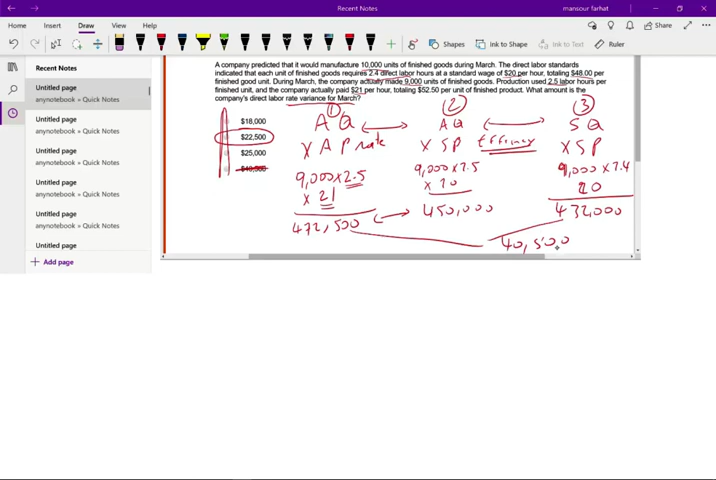 Recent Notes
mansour farhat
Home Insert Draw View Help
Share
Shapes Ink to Shape Ink to Text Ruler
Recent Notes
Untitled page
anynotebook » Quick Notes
Untitled page
anynotebook » Quick Notes
Untitled page
anynotebook » Quick Notes
Untitled page
anynotebook » Quick Notes
Untitled page
anynotebook » Quick Notes
Untitled page
Add page
A company predicted that it would manufacture 10,000 units of finished goods during March. The direct labor standards
indicated that each unit of finished goods requires 2.4 direct labor hours at a standard wage of $20 per hour, totaling $48.00 per
finished good unit. During March, the company actually made 9,000 units of finished goods. Production used 2.5 labor hours per
finished unit, and the company actually paid $21 per hour, totaling $52.50 per unit of finished product. What amount is the
company's direct labor rate variance for March?
$18,000
$22,500
$25,000
$40,500
1 2 3
AQ AQ SQ
X AP rate X SP Efficiency X SP
9,000 x 2.5 9,000 x 2.5 9,000 x 2.4
x 21 x 20 20
472,500 450,000 432,000
40,500